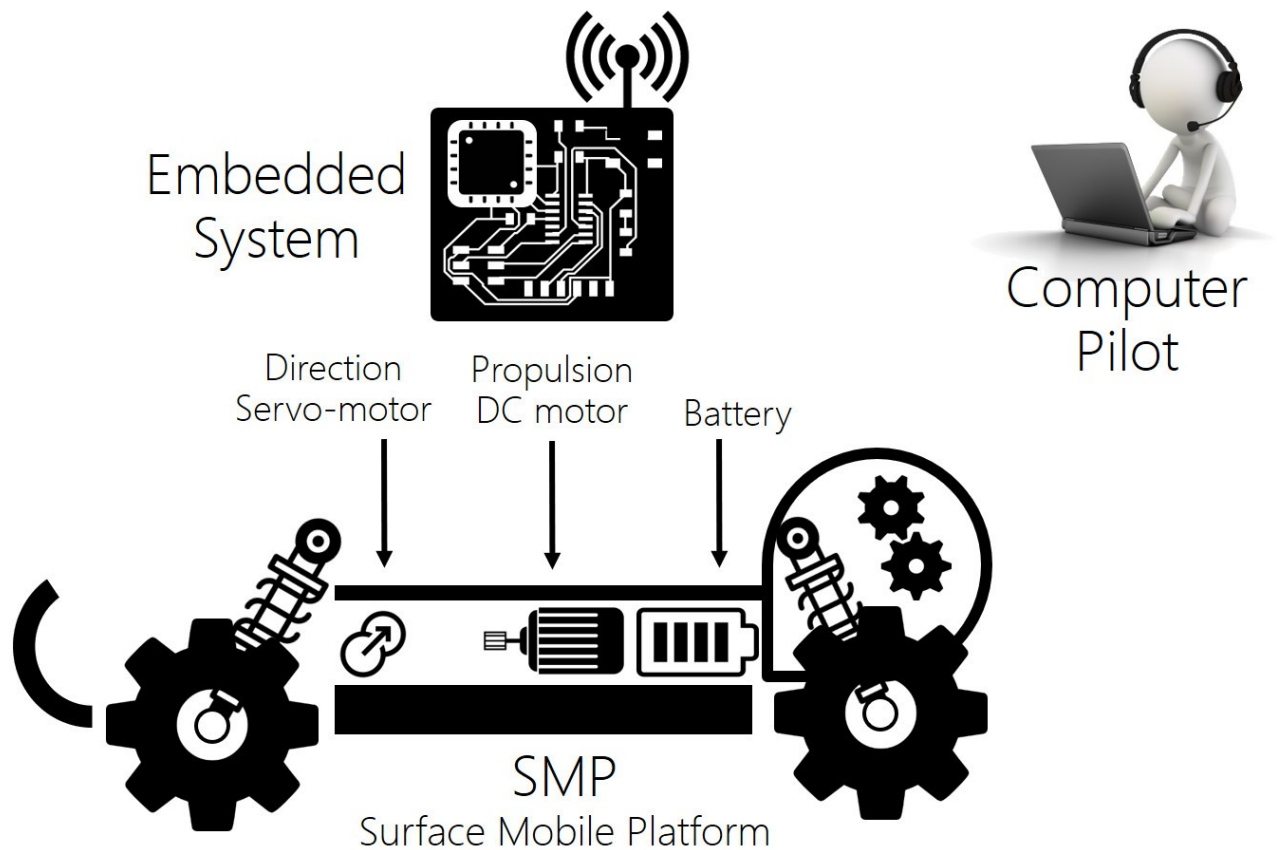 Embedded
System
Computer
Pilot
Direction
Servo-motor
Propulsion
DC motor
Battery
SMP
Surface Mobile Platform